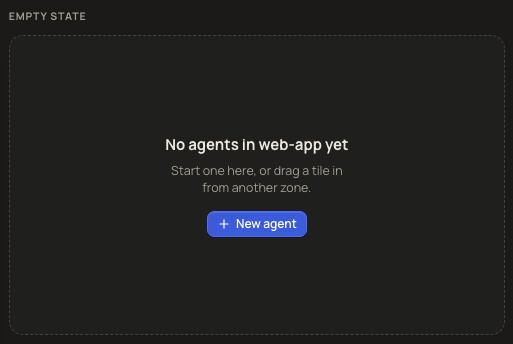 EMPTY STATE
No agents in web-app yet
Start one here, or drag a tile in
from another zone.
+ New agent